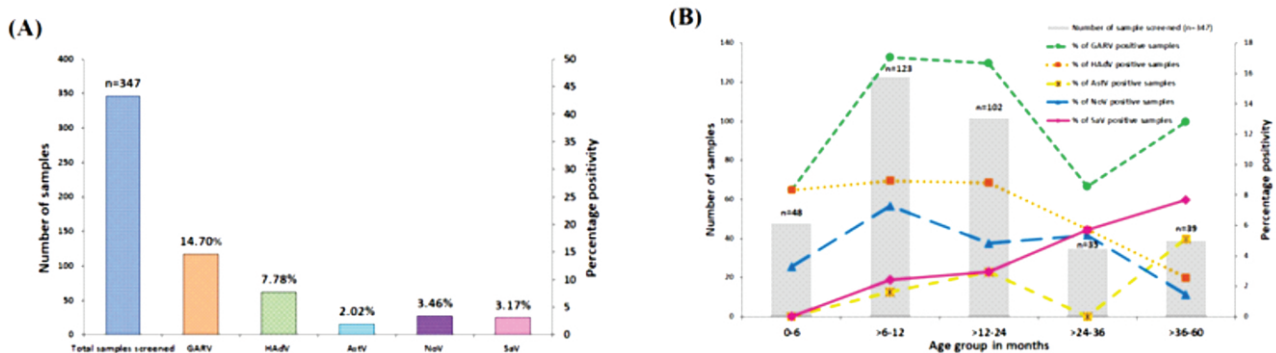 (A)
Number of samples
400
350
300
250
200
150
100
50
0
n=347
14.70%
7.78%
2.02%
3.46%
3.17%
Total samples screened GARV HAdV AstV NoV SaV
50
45
40
35
30
25
20
15
10
5
0
Percentage positivity
(B)
Number of sample screened (n=347)
% of GARV positive samples
% of HAdV positive samples
% of AstV positive samples
% of NoV positive samples
% of SaV positive samples
Number of samples
140
120
100
80
60
40
20
0
n=48
n=123
n=102
n=35
n=39
0-6 >6-12 >12-24 >24-36 >36-60
Age group in months
18
16
14
12
10
8
6
4
2
0
Percentage positivity